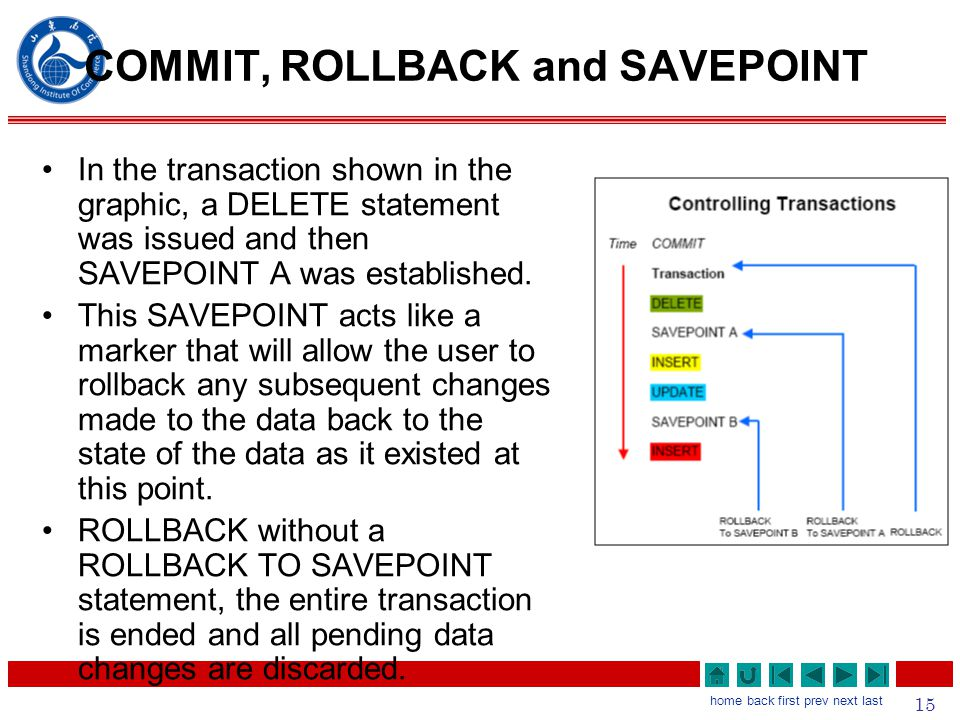 COMMIT, ROLLBACK and SAVEPOINT
Shandong Institute Of Commerce
• In the transaction shown in the
graphic, a DELETE statement
was issued and then
SAVEPOINT A was established.
• This SAVEPOINT acts like a
marker that will allow the user to
rollback any subsequent changes
made to the data back to the
state of the data as it existed at
this point.
• ROLLBACK without a
ROLLBACK TO SAVEPOINT
statement, the entire transaction
is ended and all pending data
changes are discarded.
Controlling Transactions
Time COMMIT
Transaction
DELETE
SAVEPOINT A
INSERT
UPDATE
SAVEPOINT B
INSERT
ROLLBACK
To SAVEPOINT B
ROLLBACK
To SAVEPOINT A
ROLLBACK
home back first prev next last
15